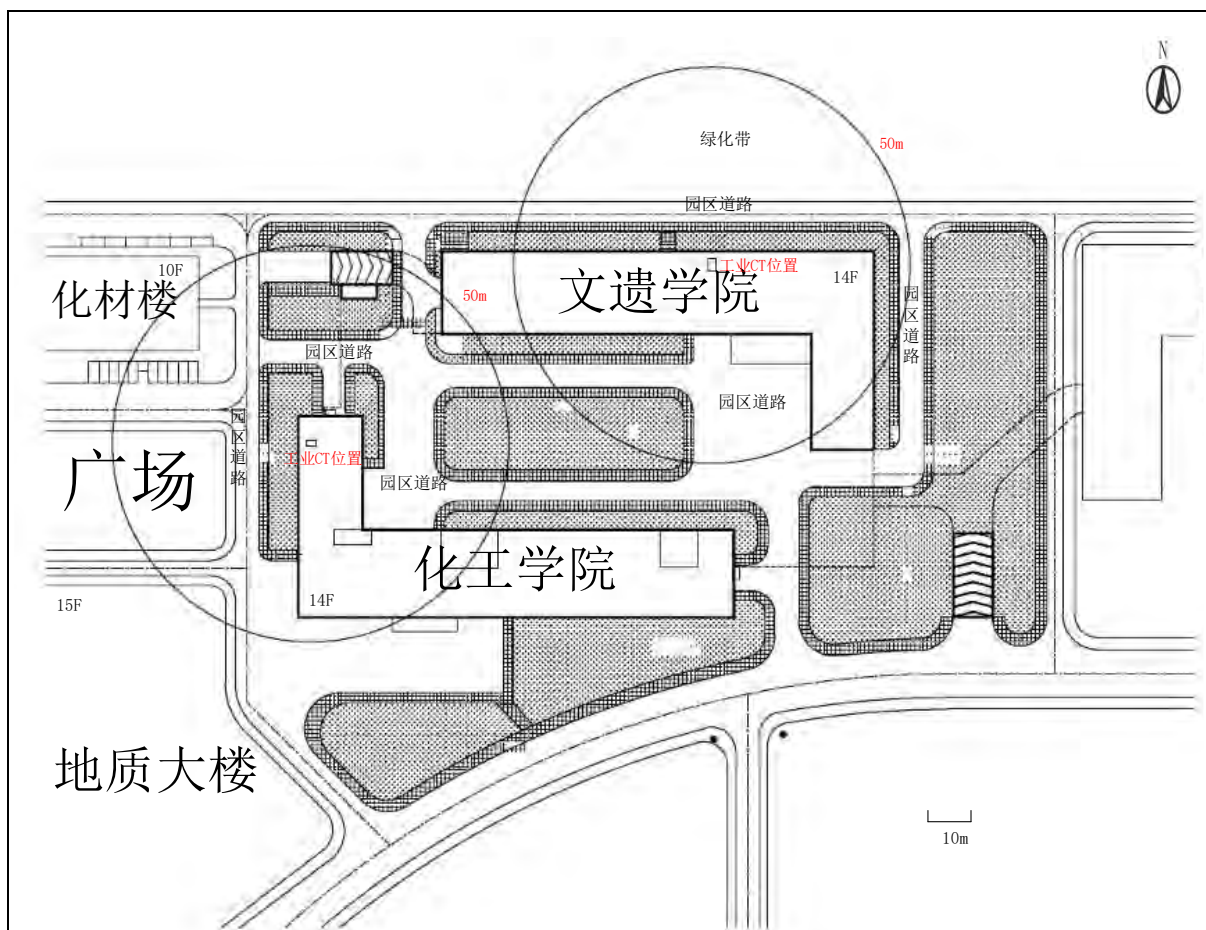 N
绿化带
50m
园区道路
10F
工业CT位置
化材楼
文遗学院
14F
50m
园区道路
园区道路
园区道路
园区道路
工业CT位置
广场
园区道路
化工学院
14F
15F
地质大楼
10m